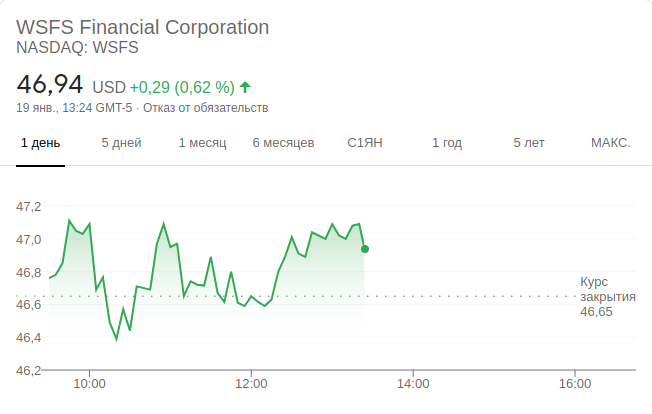 WSFS Financial Corporation
NASDAQ: WSFS
46,94 USD +0,29 (0,62 %)
19 янв., 13:24 GMT-5 · Отказ от обязательств
1 день 5 дней 1 месяц 6 месяцев С1ЯН 1 год 5 лет МАКС.
47,2
47,0
46,8
46,6
46,4
46,2
Курс
закрытия
46,65
10:00 12:00 14:00 16:00